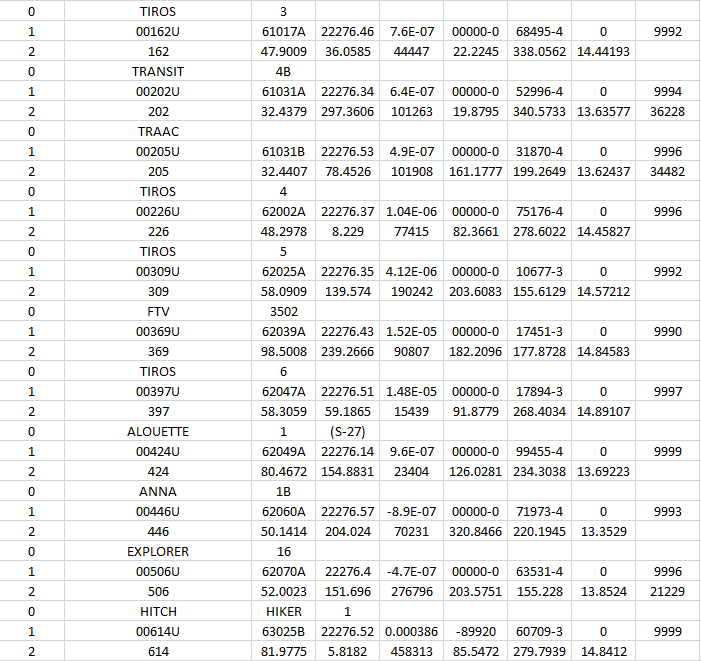 0 TIROS 3
1 00162U 61017A 22276.46 7.6E-07 00000-0 68495-4 0 9992
2 162 47.9009 36.0585 44447 22.2245 338.0562 14.44193
0 TRANSIT 4B
1 00202U 61031A 22276.34 6.4E-07 00000-0 52996-4 0 9994
2 202 32.4379 297.3606 101263 19.8795 340.5733 13.63577 36228
0 TRAAC
1 00205U 61031B 22276.53 4.9E-07 00000-0 31870-4 0 9996
2 205 32.4407 78.4526 101908 161.1777 199.2649 13.62437 34482
0 TIROS 4
1 00226U 62002A 22276.37 1.04E-06 00000-0 75176-4 0 9996
2 226 48.2978 8.229 77415 82.3661 278.6022 14.45827
0 TIROS 5
1 00309U 62025A 22276.35 4.12E-06 00000-0 10677-3 0 9992
2 309 58.0909 139.574 190242 203.6083 155.6129 14.57212
0 FTV 3502
1 00369U 62039A 22276.43 1.52E-05 00000-0 17451-3 0 9990
2 369 98.5008 239.2666 90807 182.2096 177.8728 14.84583
0 TIROS 6
1 00397U 62047A 22276.51 1.48E-05 00000-0 17894-3 0 9997
2 397 58.3059 59.1865 15439 91.8779 268.4034 14.89107
0 ALOUETTE 1 (S-27)
1 00424U 62049A 22276.14 9.6E-07 00000-0 99455-4 0 9999
2 424 80.4672 154.8831 23404 126.0281 234.3038 13.69223
0 ANNA 1B
1 00446U 62060A 22276.57 -8.9E-07 00000-0 71973-4 0 9993
2 446 50.1414 204.024 70231 320.8466 220.1945 13.3529
0 EXPLORER 16
1 00506U 62070A 22276.4 -4.7E-07 00000-0 63531-4 0 9996
2 506 52.0023 151.696 276796 203.5751 155.228 13.8524 21229
0 HITCH HIKER 1
1 00614U 63025B 22276.52 0.000386 -89920 60709-3 0 9999
2 614 81.9775 5.8182 458313 85.5472 279.7939 14.8412